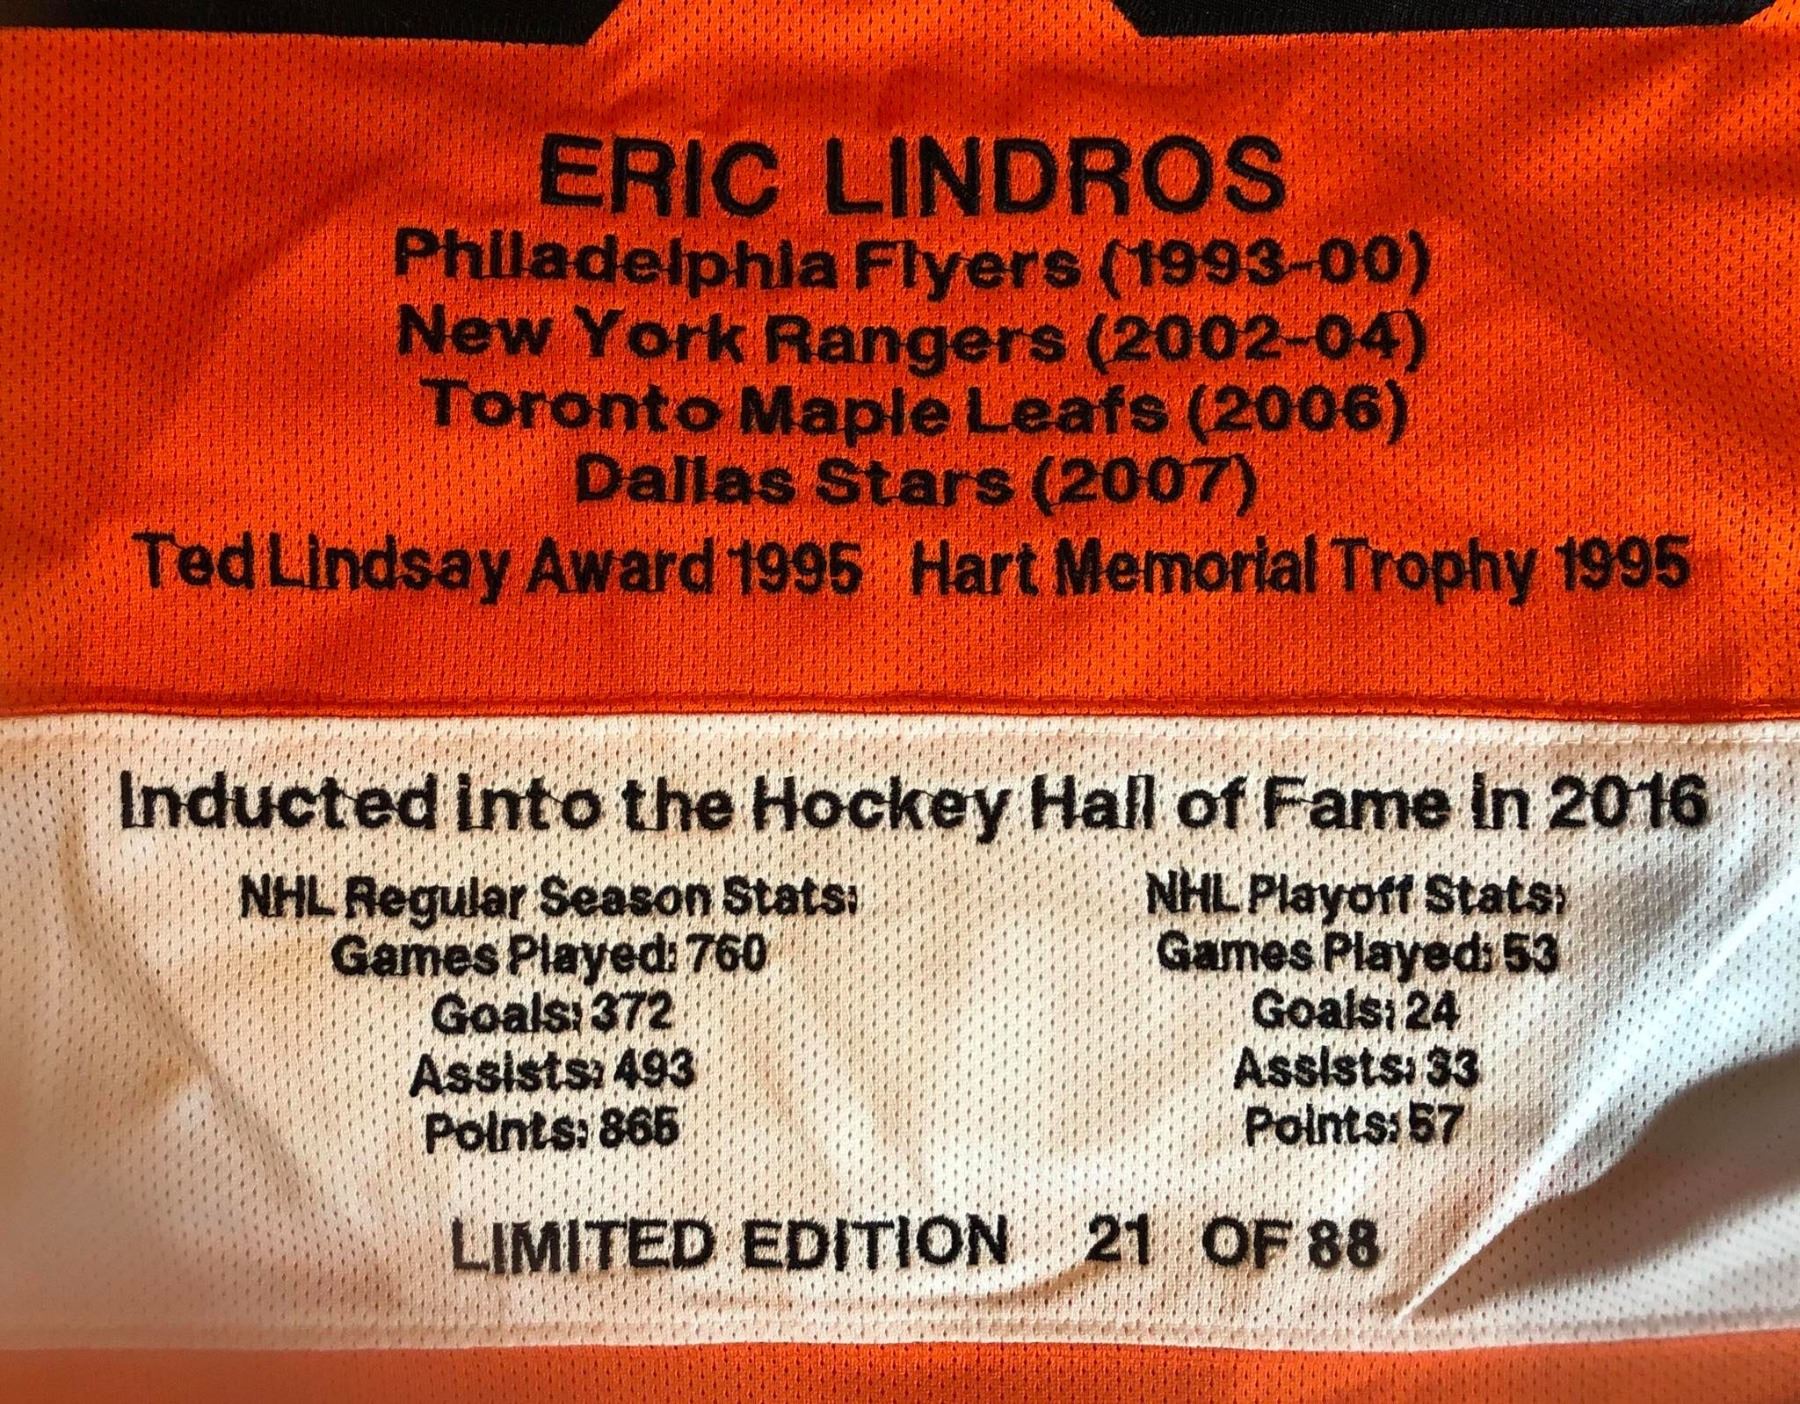 ERIC LINDROS
Philadelphia Flyers (1993-00)
New York Rangers (2002-04)
Toronto Maple Leafs (2006)
Dallas Stars (2007)
Ted Lindsay Award 1995 Hart Memorial Trophy 1995
Inducted into the Hockey Hall of Fame in 2016
NHL Regular Season Stats:
Games Played: 760
Goals: 372
Assists: 493
Points: 865
NHL Playoff Stats:
Games Played: 53
Goals: 24
Assists: 33
Points: 57
LIMITED EDITION 21 OF 88